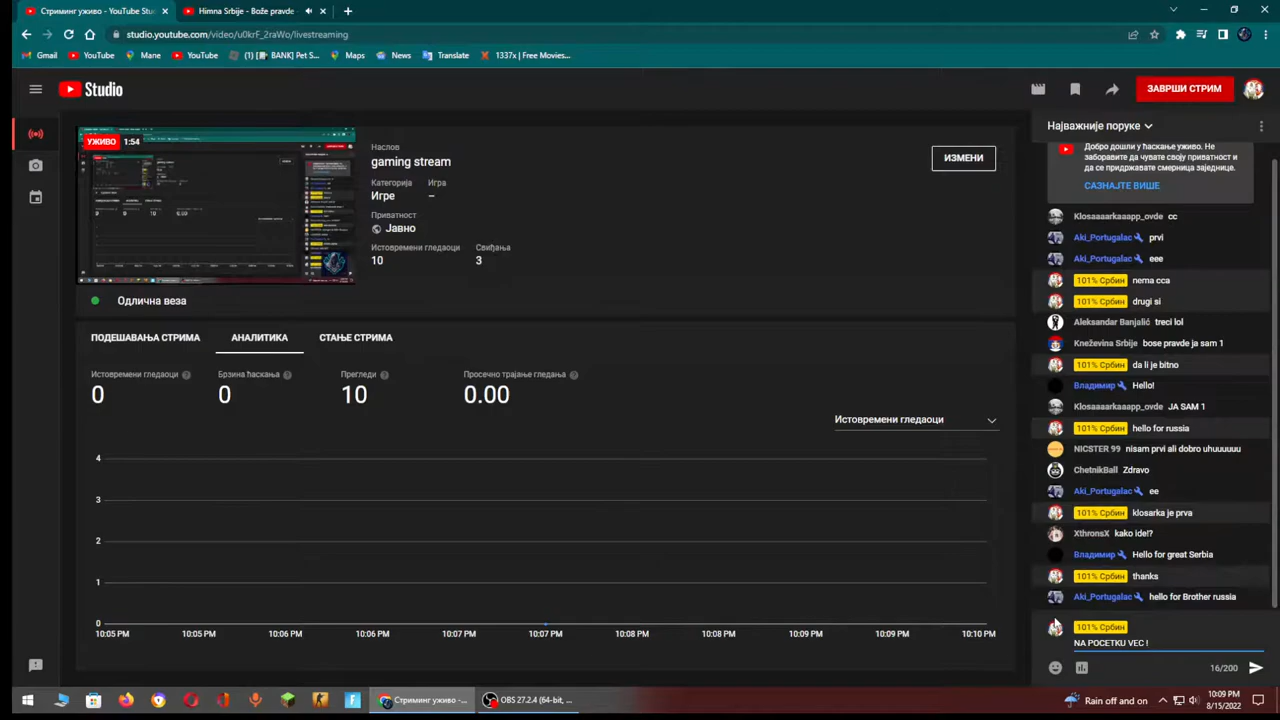 Стриминг уживо - YouTube Stu
Himna Srbije - Bože pravde -
studio.youtube.com/video/u0krF_2raWo/livestreaming
Gmail
YouTube
Mane
YouTube
(1) BANK] Pet S...
Maps
News
Translate
1337x | Free Movies...
Studio
ЗАВРШИ СТРИМ
УЖИВО 1:54
Наслов
gaming stream
Категорија
Игра
Игре
–
Приватност
Јавно
Истовремени гледаоци
Свиђања
10
3
ИЗМЕНИ
Одлична веза
ПОДЕШАВАЊА СТРИМА
АНАЛИТИКА
СТАЊЕ СТРИМА
Истовремени гледаоци
Брзина ћаскања
Прегледи
Просечно трајање гледања
0
0
10
0.00
Истовремени гледаоци
4
3
2
1
0
10:05 PM
10:05 PM
10:06 PM
10:06 PM
10:07 PM
10:07 PM
10:08 PM
10:08 PM
10:09 PM
10:09 PM
10:10 PM
Најважније поруке
Добро дошли у ћаскање уживо. Не
заборавите да чувате своју приватност и
да се придржавате смерница заједнице.
САЗНАЈТЕ ВИШЕ
Klosaaaarkaaapp_ovde cc
Aki_Portugalac prvi
Aki_Portugalac eee
101% Србин nema cca
101% Србин drugi si
Aleksandar Banjalić treci lol
Kneževina Srbije bose pravde ja sam 1
101% Србин da li je bitno
Владимир Hello!
Klosaaaarkaaapp_ovde JA SAM 1
101% Србин hello for russia
NICSTER 99 nisam prvi ali dobro uhuuuuuu
ChetnikBall Zdravo
Aki_Portugalac ee
101% Србин klosarka je prva
XthronsX kako ide!?
Владимир Hello for great Serbia
101% Србин thanks
Aki_Portugalac hello for Brother russia
101% Србин
NA POCETKU VEC !
16/200
Стриминг уживо -...
OBS 27.2.4 (64-bit, ...
Rain off and on
10:09 PM
8/15/2022